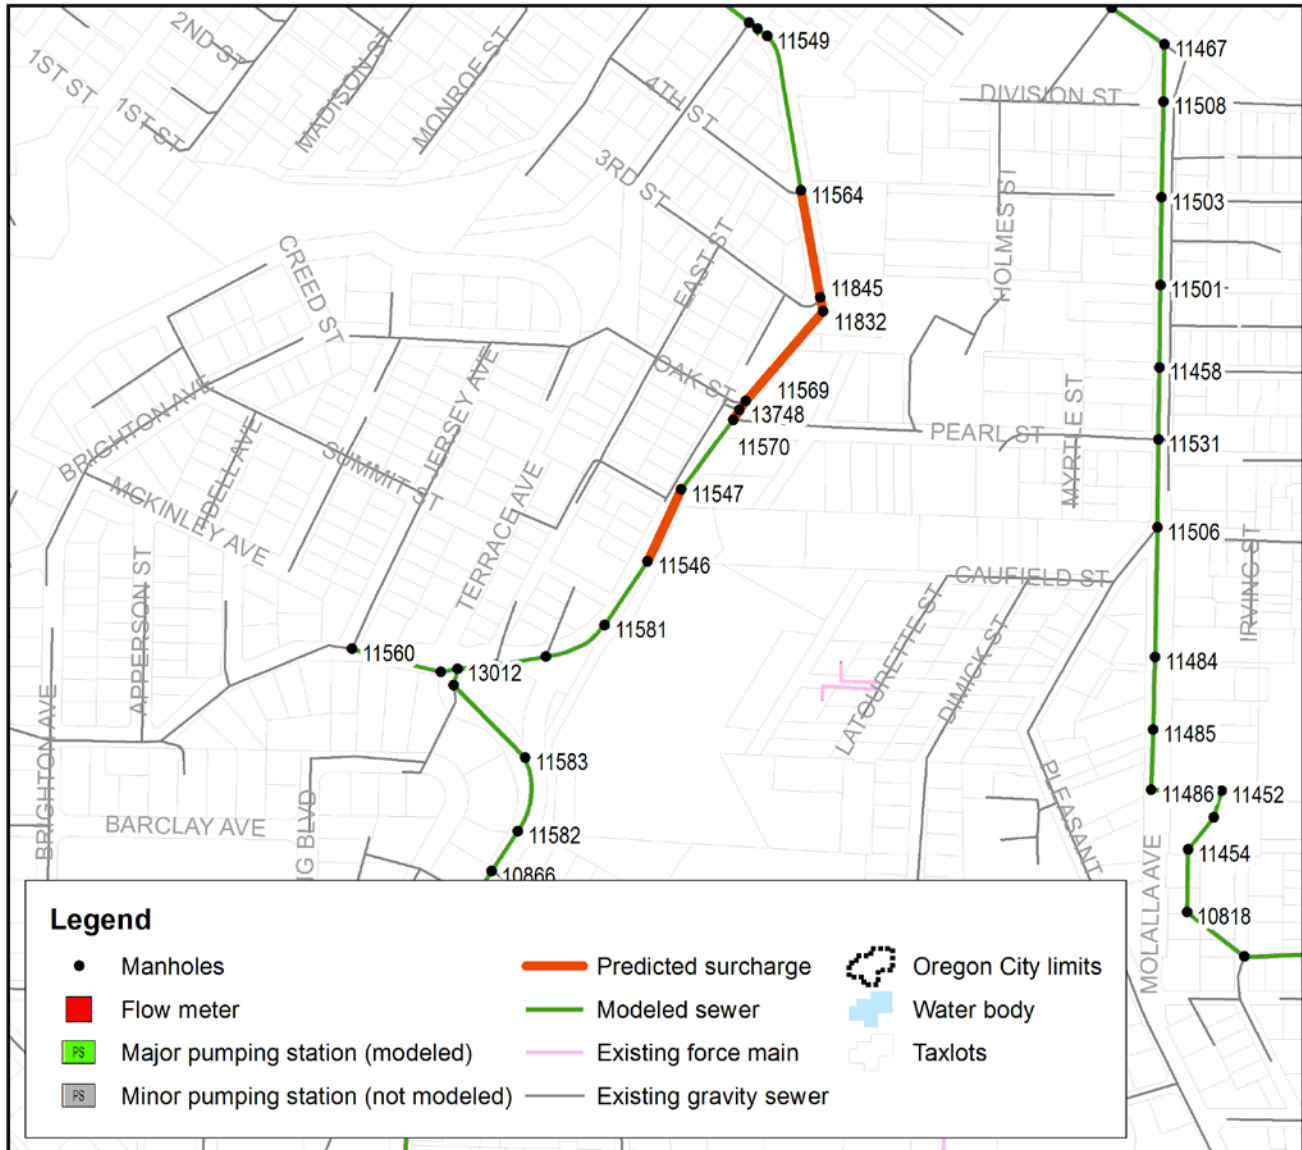 2ND ST
1ST ST
1ST ST
MADISON ST
MONROE ST
11549
11467
4TH ST
DIVISION ST
11508
3RD ST
11564
HOLMES ST
11503
EAST ST
CREED ST
11845
11501
11832
OAK ST
11458
11569
13748
11570
PEARL ST
MYRTLE ST
11531
BRIGHTON AVE
JERSEY AVE
SUMMIT ST
MCKINLEY AVE
TERRACE AVE
11547
11506
11546
CAUFIELD ST
IRVING ST
APPERSON ST
11581
LATOURETTE ST
DIMICK ST
11560
13012
11484
BRIGHTON AVE
11583
11485
PLEASANT
11486
11452
BARCLAY AVE
11582
11454
10866
MOLALLA AVE
10818
Legend
Manholes
Flow meter
PS
Major pumping station (modeled)
PS
Minor pumping station (not modeled)
Predicted surcharge
Modeled sewer
Existing force main
Existing gravity sewer
Oregon City limits
Water body
Taxlots